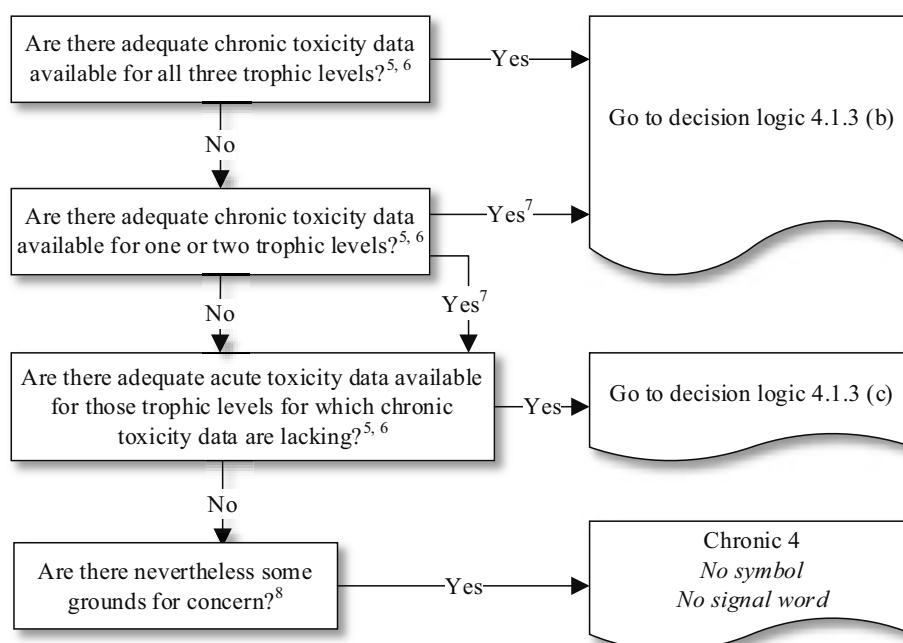 Are there adequate chronic toxicity data
available for all three trophic levels?5, 6
Yes
Go to decision logic 4.1.3 (b)
No
Are there adequate chronic toxicity data
available for one or two trophic levels?5, 6
Yes7
Yes7
No
Are there adequate acute toxicity data available
for those trophic levels for which chronic
toxicity data are lacking?5, 6
Yes
Go to decision logic 4.1.3 (c)
No
Are there nevertheless some
grounds for concern?8
Yes
Chronic 4
No symbol
No signal word